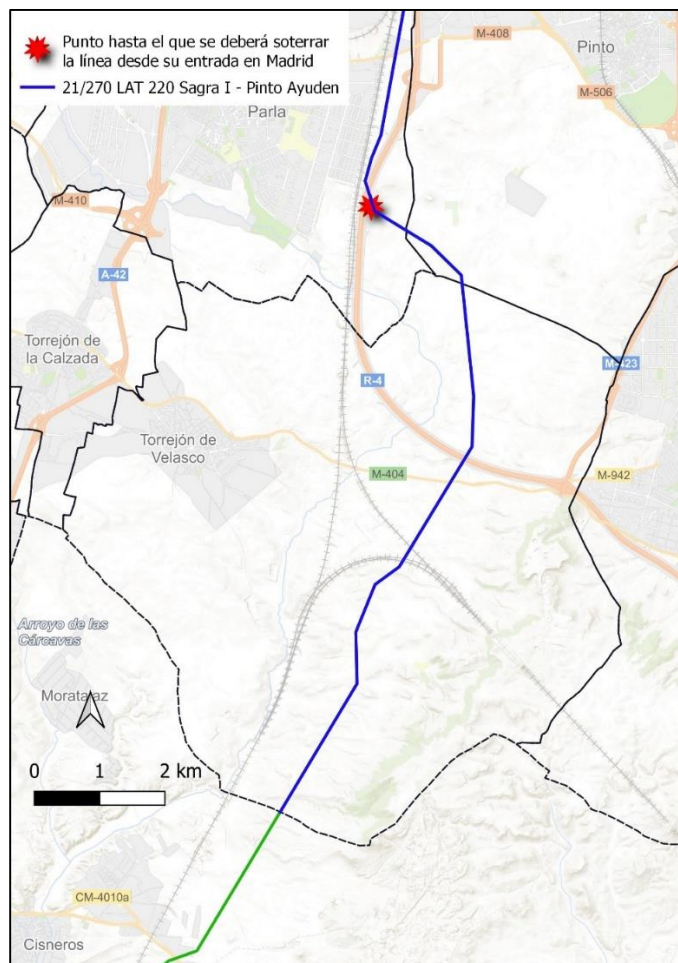 Punto hasta el que se deberá soterrar
la línea desde su entrada en Madrid
21/270 LAT 220 Sagra I - Pinto Ayuden
M-408
Pinto
M-506
Parla
M-410
A-42
Torrejón de
la Calzada
M-423
R-4
Torrejón de
Velasco
M-404
M-942
Arroyo de las
Cárcavas
Moratalaz
0 1 2 km
CM-4010a
Cisneros